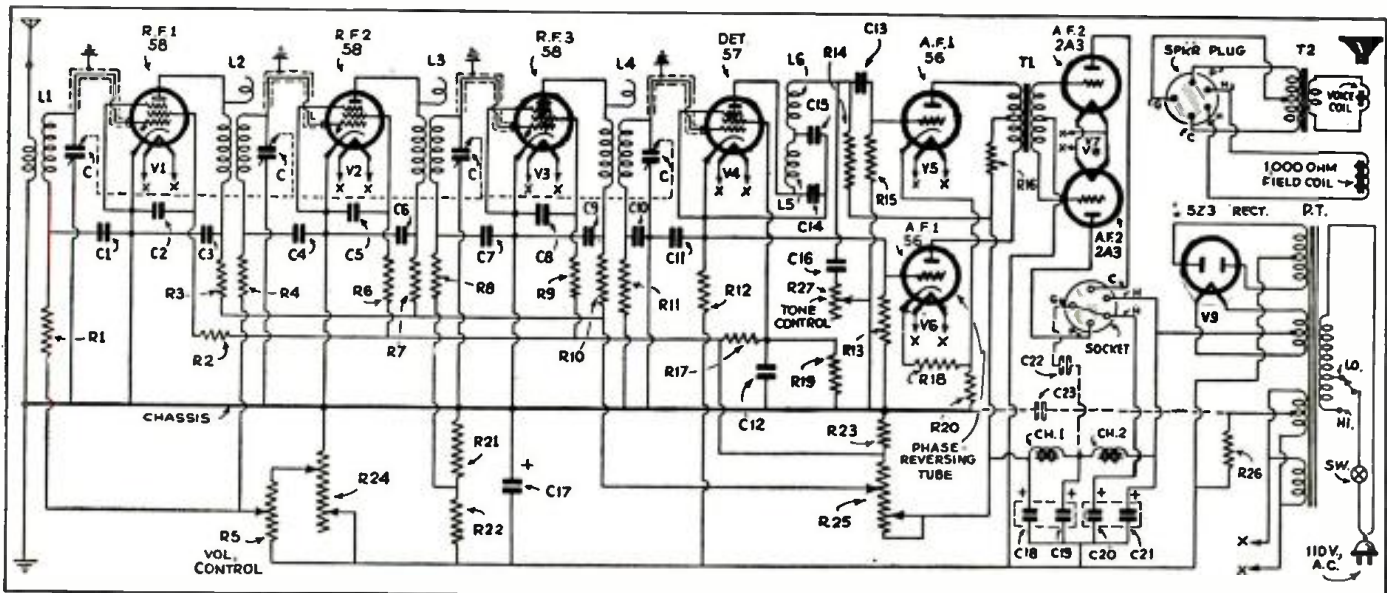 R.F.1
58
R.F.2
58
R.F.3
58
DET.
57
A.F.1
56
A.F.2
2A3
SPKR PLUG
T2
VOICE
COIL
1000 OHM
FIELD COIL
L1
L2
L3
L4
L6
L5
R14
C13
C15
C14
T1
C
C
C
C
V1
V2
V3
V4
V5
V7
V8
X
X
X
X
X
X
X
X
X
X
X
X
R15
R16
A.F.1
56
A.F.2
2A3
5Z3 RECT.
P.T.
C1
C2
C3
C4
C5
C6
C7
C8
C9
C10
C11
C16
R27
TONE
CONTROL
V6
X
X
SOCKET
V9
R1
R2
R3
R4
R6
R7
R8
R9
R10
R11
R12
R13
R17
R19
R18
R20
C12
C22
C23
LO.
HI.
CHASSIS
R23
PHASE
REVERSING
TUBE
CH.1
CH.2
R26
SW.
R5
VOL.
CONTROL
R24
R21
R22
C17
R25
C18
C19
C20
C21
X
X
110V.,
A.C.